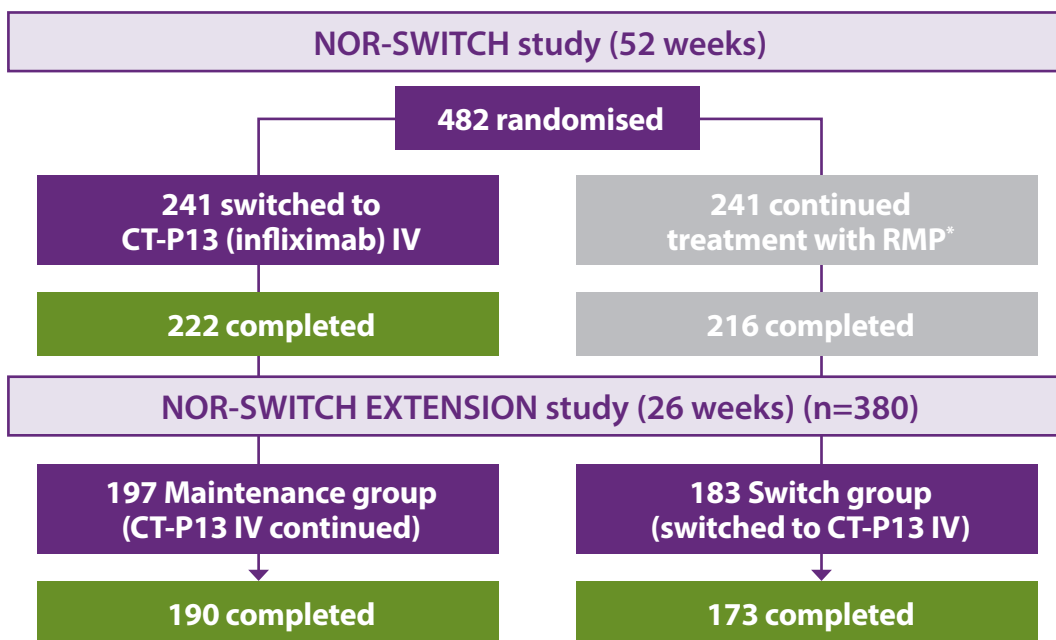 NOR-SWITCH study (52 weeks)
482 randomised
241 switched to
CT-P13 (infliximab) IV
241 continued
treatment with RMP*
222 completed
216 completed
NOR-SWITCH EXTENSION study (26 weeks) (n=380)
197 Maintenance group
(CT-P13 IV continued)
183 Switch group
(switched to CT-P13 IV)
190 completed
173 completed